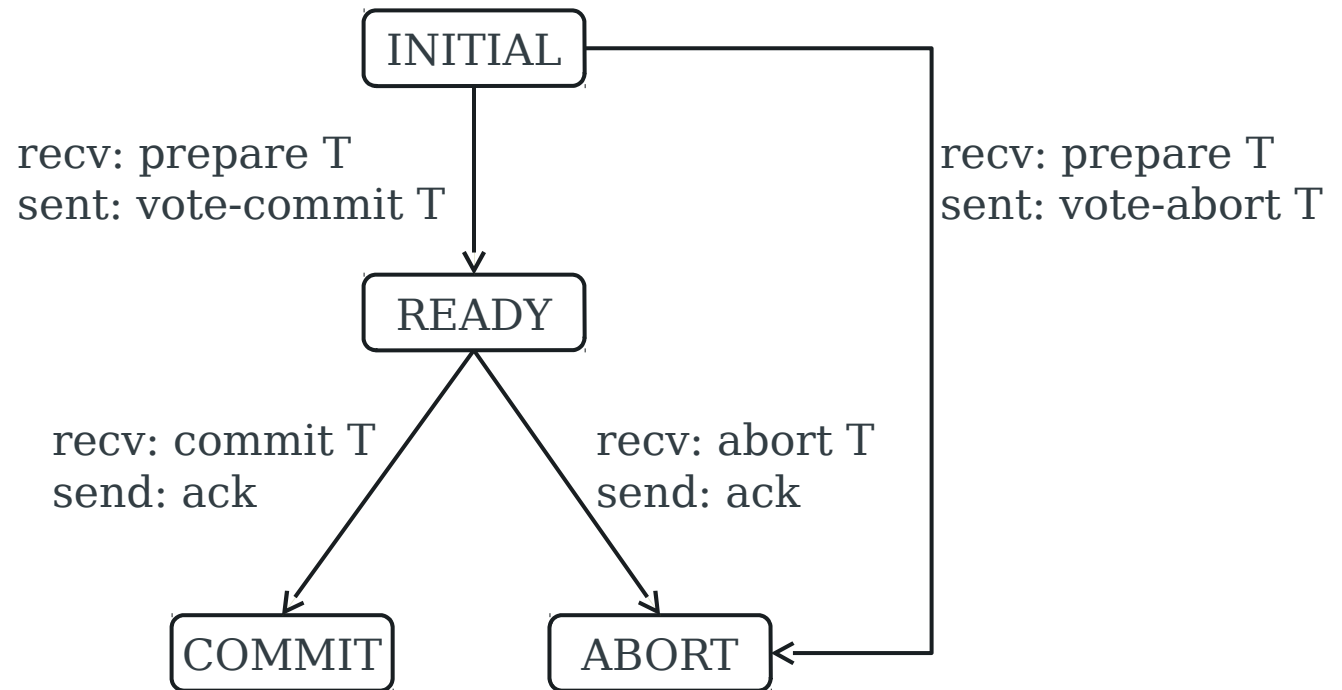 INITIAL
recv: prepare T
sent: vote-commit T
recv: prepare T
sent: vote-abort T
READY
recv: commit T
send: ack
recv: abort T
send: ack
COMMIT
ABORT